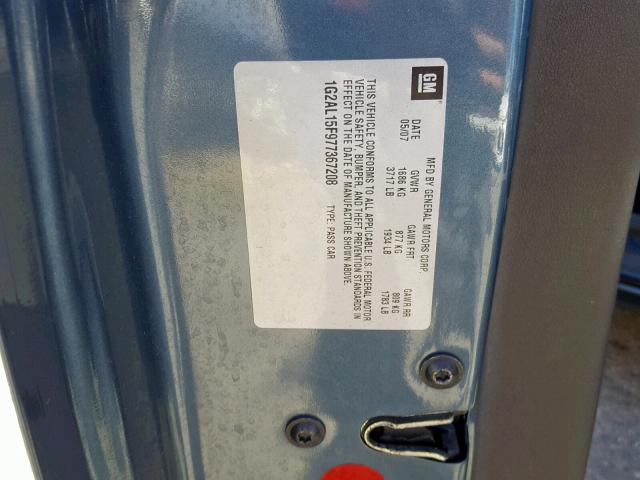 GM
MFD BY GENERAL MOTORS CORP.
DATE GVWR GAWR FRT GAWR RR
05/07 1686 KG 877 KG 809 KG
3717 LB 1934 LB 1783 LB
THIS VEHICLE CONFORMS TO ALL APPLICABLE U.S. FEDERAL MOTOR
VEHICLE SAFETY, BUMPER, AND THEFT PREVENTION STANDARDS IN
EFFECT ON THE DATE OF MANUFACTURE SHOWN ABOVE.
1G2AL15F977367208 TYPE: PASS CAR